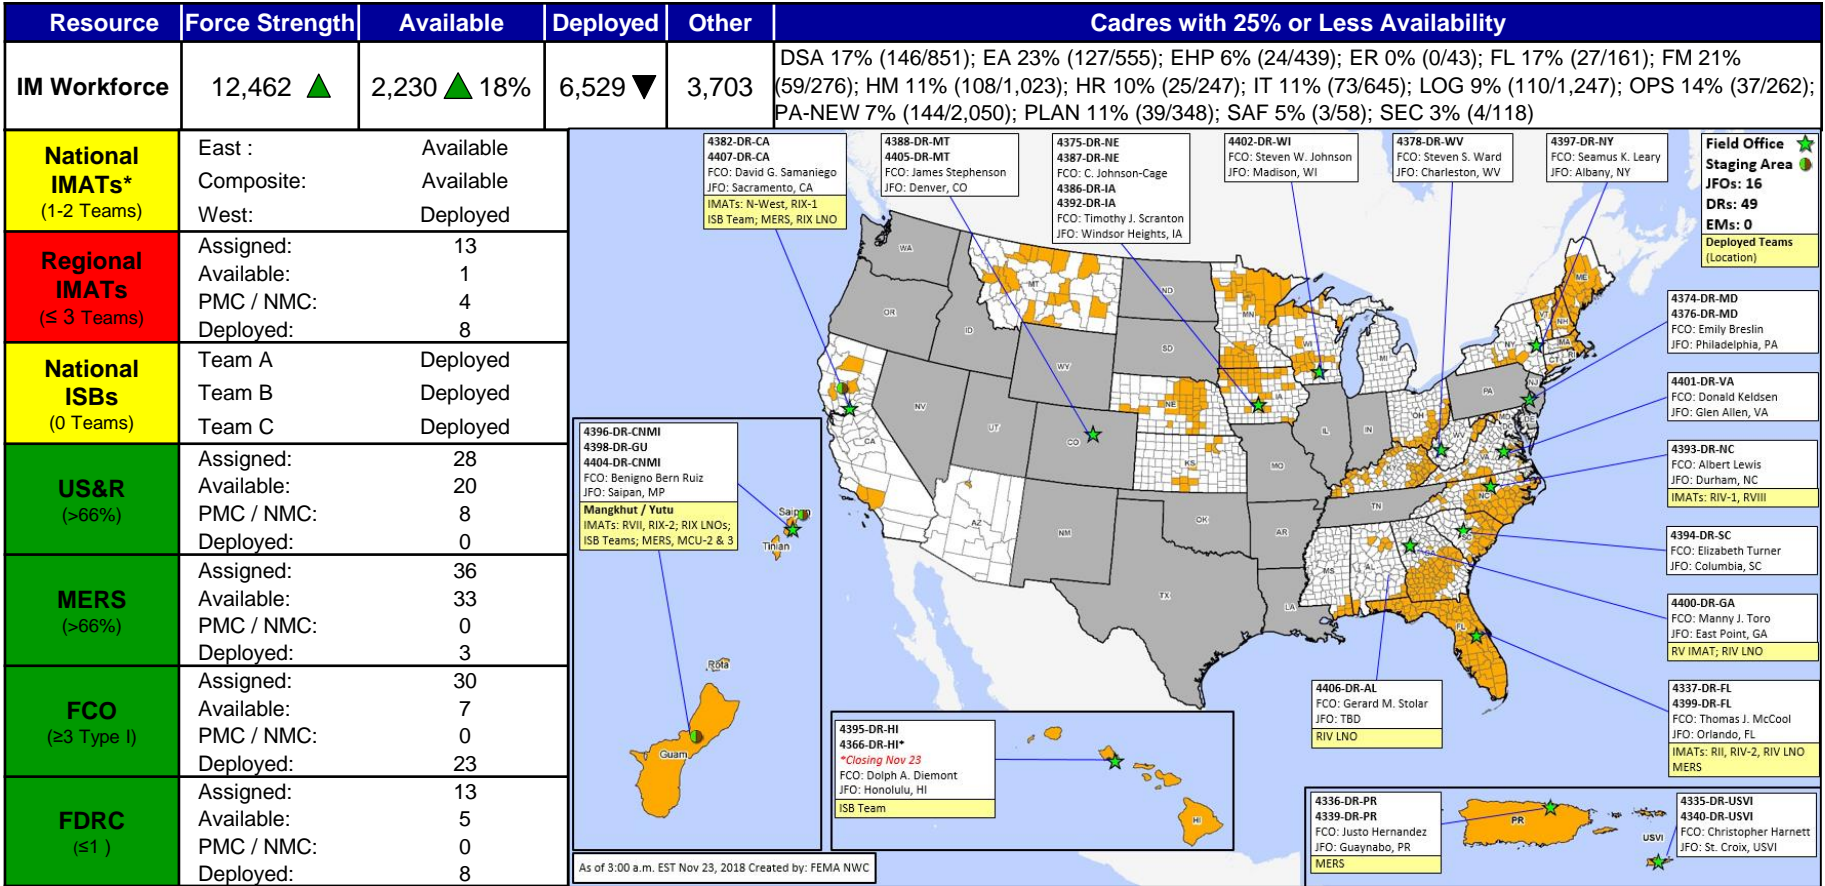 Resource Force Strength Available Deployed Other Cadres with 25% or Less Availability
IM Workforce 12,462 2,230 18% 6,529 3,703
DSA 17% (146/851); EA 23% (127/555); EHP 6% (24/439); ER 0% (0/43); FL 17% (27/161); FM 21%
(59/276); HM 11% (108/1,023); HR 10% (25/247); IT 11% (73/645); LOG 9% (110/1,247); OPS 14% (37/262);
PA-NEW 7% (144/2,050); PLAN 11% (39/348); SAF 5% (3/58); SEC 3% (4/118)
National
IMATs*
(1-2 Teams)
East : Available
Composite: Available
West: Deployed
Regional
IMATs
(≤ 3 Teams)
Assigned: 13
Available: 1
PMC / NMC: 4
Deployed: 8
National
ISBs
(0 Teams)
Team A Deployed
Team B Deployed
Team C Deployed
US&R
(>66%)
Assigned: 28
Available: 20
PMC / NMC: 8
Deployed: 0
MERS
(>66%)
Assigned: 36
Available: 33
PMC / NMC: 0
Deployed: 3
FCO
(≥3 Type I)
Assigned: 30
Available: 7
PMC / NMC: 0
Deployed: 23
FDRC
(≤1 )
Assigned: 13
Available: 5
PMC / NMC: 0
Deployed: 8
4382-DR-CA
4407-DR-CA
FCO: David G. Samaniego
JFO: Sacramento, CA
IMATs: N-West, RIX-1
ISB Team; MERS, RIX LNO
4388-DR-MT
4405-DR-MT
FCO: James Stephenson
JFO: Denver, CO
4375-DR-NE
4387-DR-NE
FCO: C. Johnson-Cage
4386-DR-IA
4392-DR-IA
FCO: Timothy J. Scranton
JFO: Windsor Heights, IA
4402-DR-WI
FCO: Steven W. Johnson
JFO: Madison, WI
4378-DR-WV
FCO: Steven S. Ward
JFO: Charleston, WV
4397-DR-NY
FCO: Seamus K. Leary
JFO: Albany, NY
Field Office
Staging Area
JFOs: 16
DRs: 49
EMs: 0
Deployed Teams
(Location)
4374-DR-MD
4376-DR-MD
FCO: Emily Breslin
JFO: Philadelphia, PA
4401-DR-VA
FCO: Donald Keldsen
JFO: Glen Allen, VA
4393-DR-NC
FCO: Albert Lewis
JFO: Durham, NC
IMATs: RIV-1, RVIII
4394-DR-SC
FCO: Elizabeth Turner
JFO: Columbia, SC
4400-DR-GA
FCO: Manny J. Toro
JFO: East Point, GA
RV IMAT; RIV LNO
4337-DR-FL
4399-DR-FL
FCO: Thomas J. McCool
JFO: Orlando, FL
IMATs: RII, RIV-2, RIV LNO
MERS
4406-DR-AL
FCO: Gerard M. Stolar
JFO: TBD
RIV LNO
4396-DR-CNMI
4398-DR-GU
4404-DR-CNMI
FCO: Benigno Bern Ruiz
JFO: Saipan, MP
Mangkhut / Yutu
IMATs: RVII, RIX-2; RIX LNOs;
ISB Teams; MERS, MCU-2 & 3
Saipan
Tinian
Rota
Guam
4395-DR-HI
4366-DR-HI*
*Closing Nov 23
FCO: Dolph A. Diemont
JFO: Honolulu, HI
ISB Team
HI
4336-DR-PR
4339-DR-PR
FCO: Justo Hernandez
JFO: Guaynabo, PR
MERS
PR
USVI
4335-DR-USVI
4340-DR-USVI
FCO: Christopher Harnett
JFO: St. Croix, USVI
WA
OR
ID
MT
ND
SD
WY
NV
UT
CO
CA
AZ
NM
NE
KS
OK
TX
MN
IA
MO
AR
LA
WI
IL
IN
MI
OH
KY
TN
MS
AL
FL
NC
WV
PA
NY
VT
NH
ME
MA
CT
RI
NJ
MD
DE
DC
As of 3:00 a.m. EST Nov 23, 2018 Created by: FEMA NWC